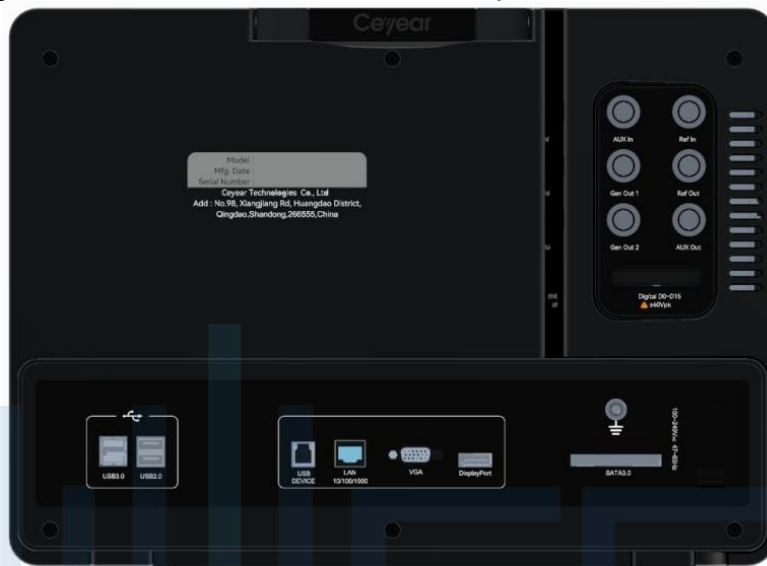 Ceyear
AUX In
Ref In
Gen Out 1
Ref Out
Gen Out 2
AUX Out
Digital D0-D15
±40Vpk
Model :
Mfg. Date :
Serial Number :
Ceyear Technologies Co., Ltd
Add : No.98, Xiangjiang Rd, Huangdao District,
Qingdao,Shandong,266555,China
USB3.0
USB2.0
USB
DEVICE
LAN
10/100/1000
VGA
DisplayPort
SATA3.0